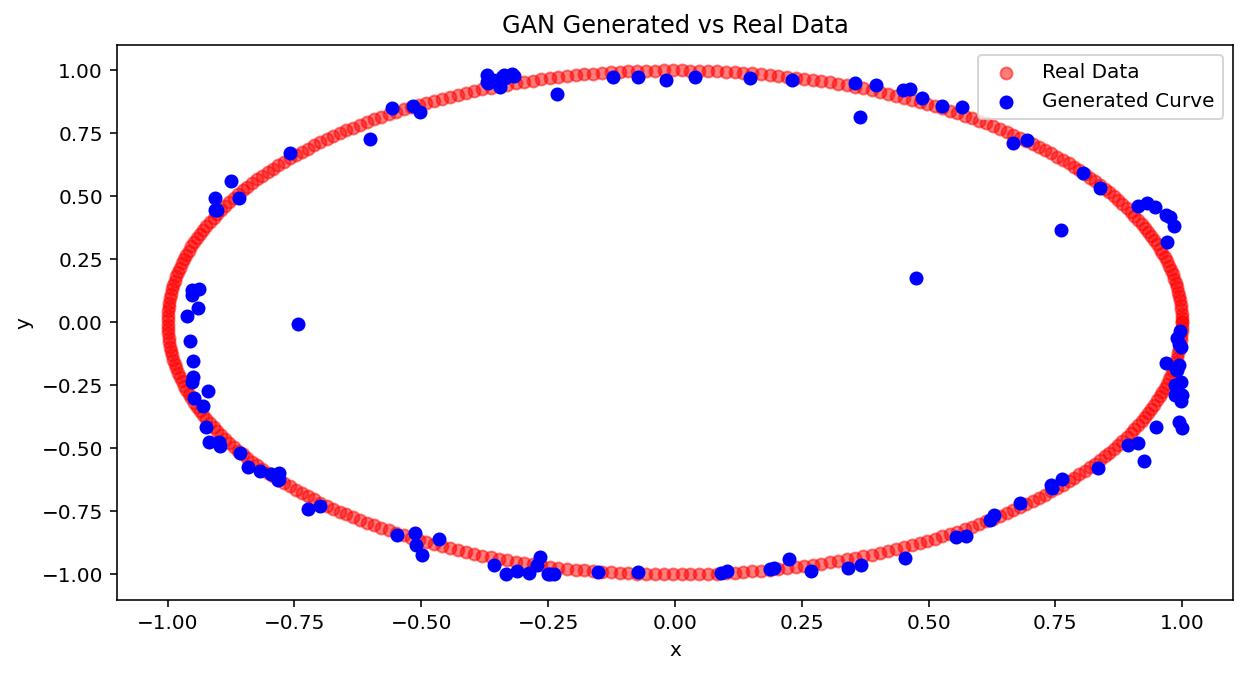 GAN Generated vs Real Data
Real Data
Generated Curve
1.00
0.75
0.50
0.25
0.00
−0.25
−0.50
−0.75
−1.00
y
−1.00 −0.75 −0.50 −0.25 0.00 0.25 0.50 0.75 1.00
x